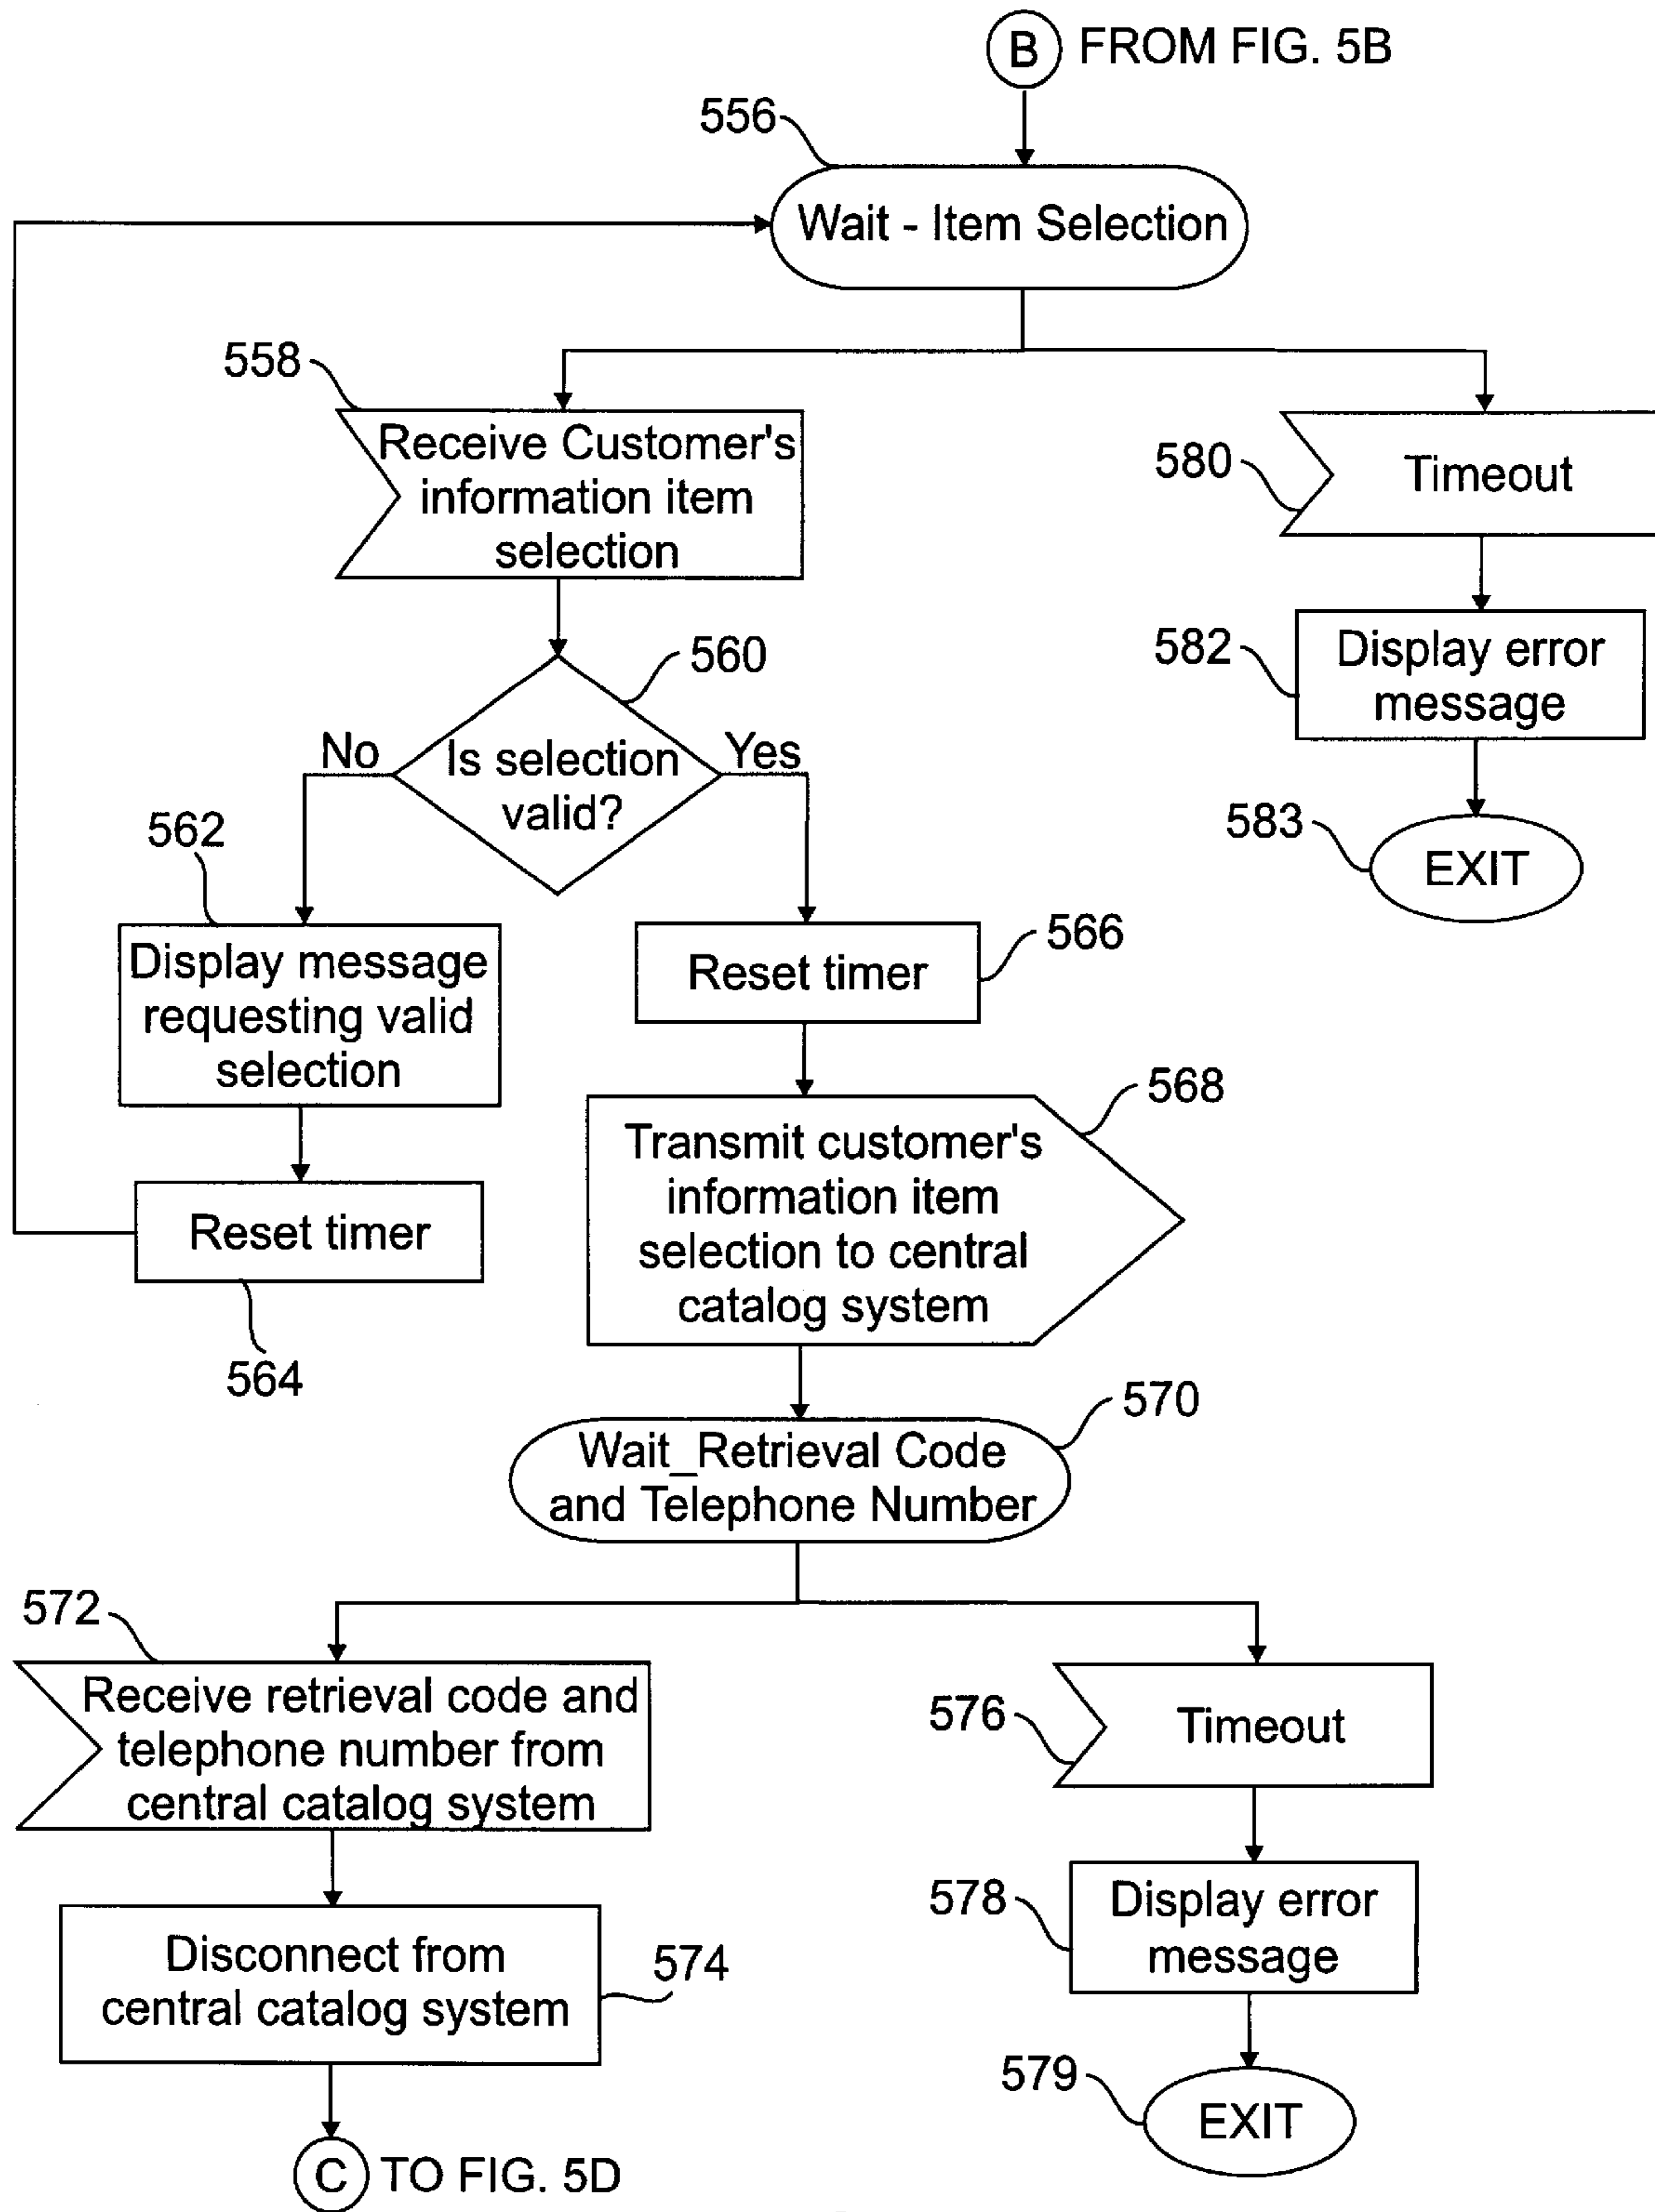 B FROM FIG. 5B
556
Wait - Item Selection
558
Receive Customer's
information item
selection
580
Timeout
582
Display error
message
583
EXIT
560
Is selection
valid?
No
Yes
562
Display message
requesting valid
selection
564
Reset timer
566
Reset timer
568
Transmit customer's
information item
selection to central
catalog system
570
Wait_Retrieval Code
and Telephone Number
572
Receive retrieval code and
telephone number from
central catalog system
574
Disconnect from
central catalog system
C TO FIG. 5D
576
Timeout
578
Display error
message
579
EXIT